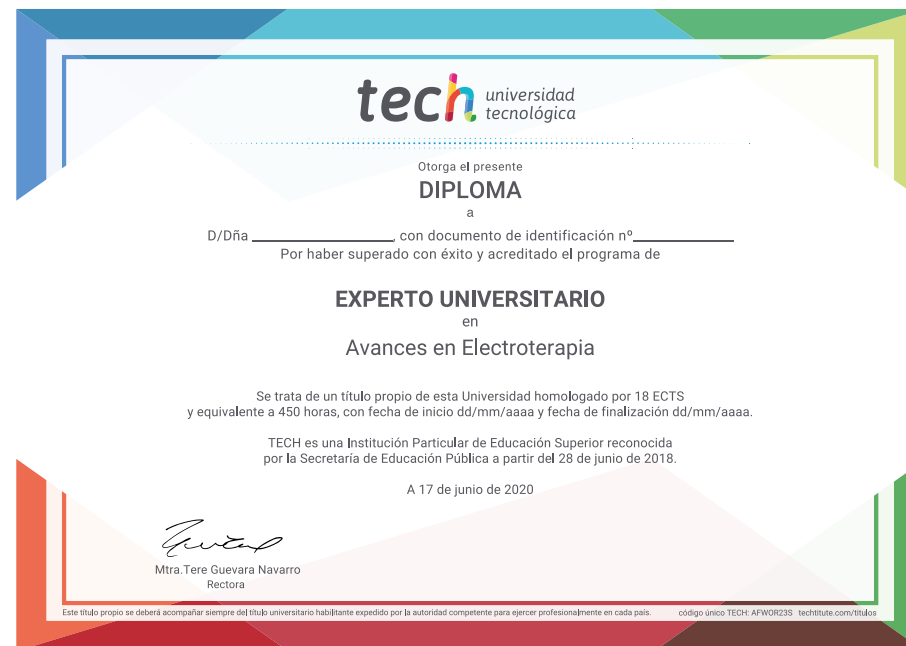 tech universidad
tecnológica
Otorga el presente
DIPLOMA
a
D/Dña ____________, con documento de identificación nº____________
Por haber superado con éxito y acreditado el programa de
EXPERTO UNIVERSITARIO
en
Avances en Electroterapia
Se trata de un título propio de esta Universidad homologado por 18 ECTS
y equivalente a 450 horas, con fecha de inicio dd/mm/aaaa y fecha de finalización dd/mm/aaaa.
TECH es una Institución Particular de Educación Superior reconocida
por la Secretaría de Educación Pública a partir del 28 de junio de 2018.
A 17 de junio de 2020
Mtra.Tere Guevara Navarro
Rectora
Este título propio se deberá acompañar siempre del título universitario habilitante expedido por la autoridad competente para ejercer profesionalmente en cada país. código único TECH: AFWOR23S techtitute.com/titulos